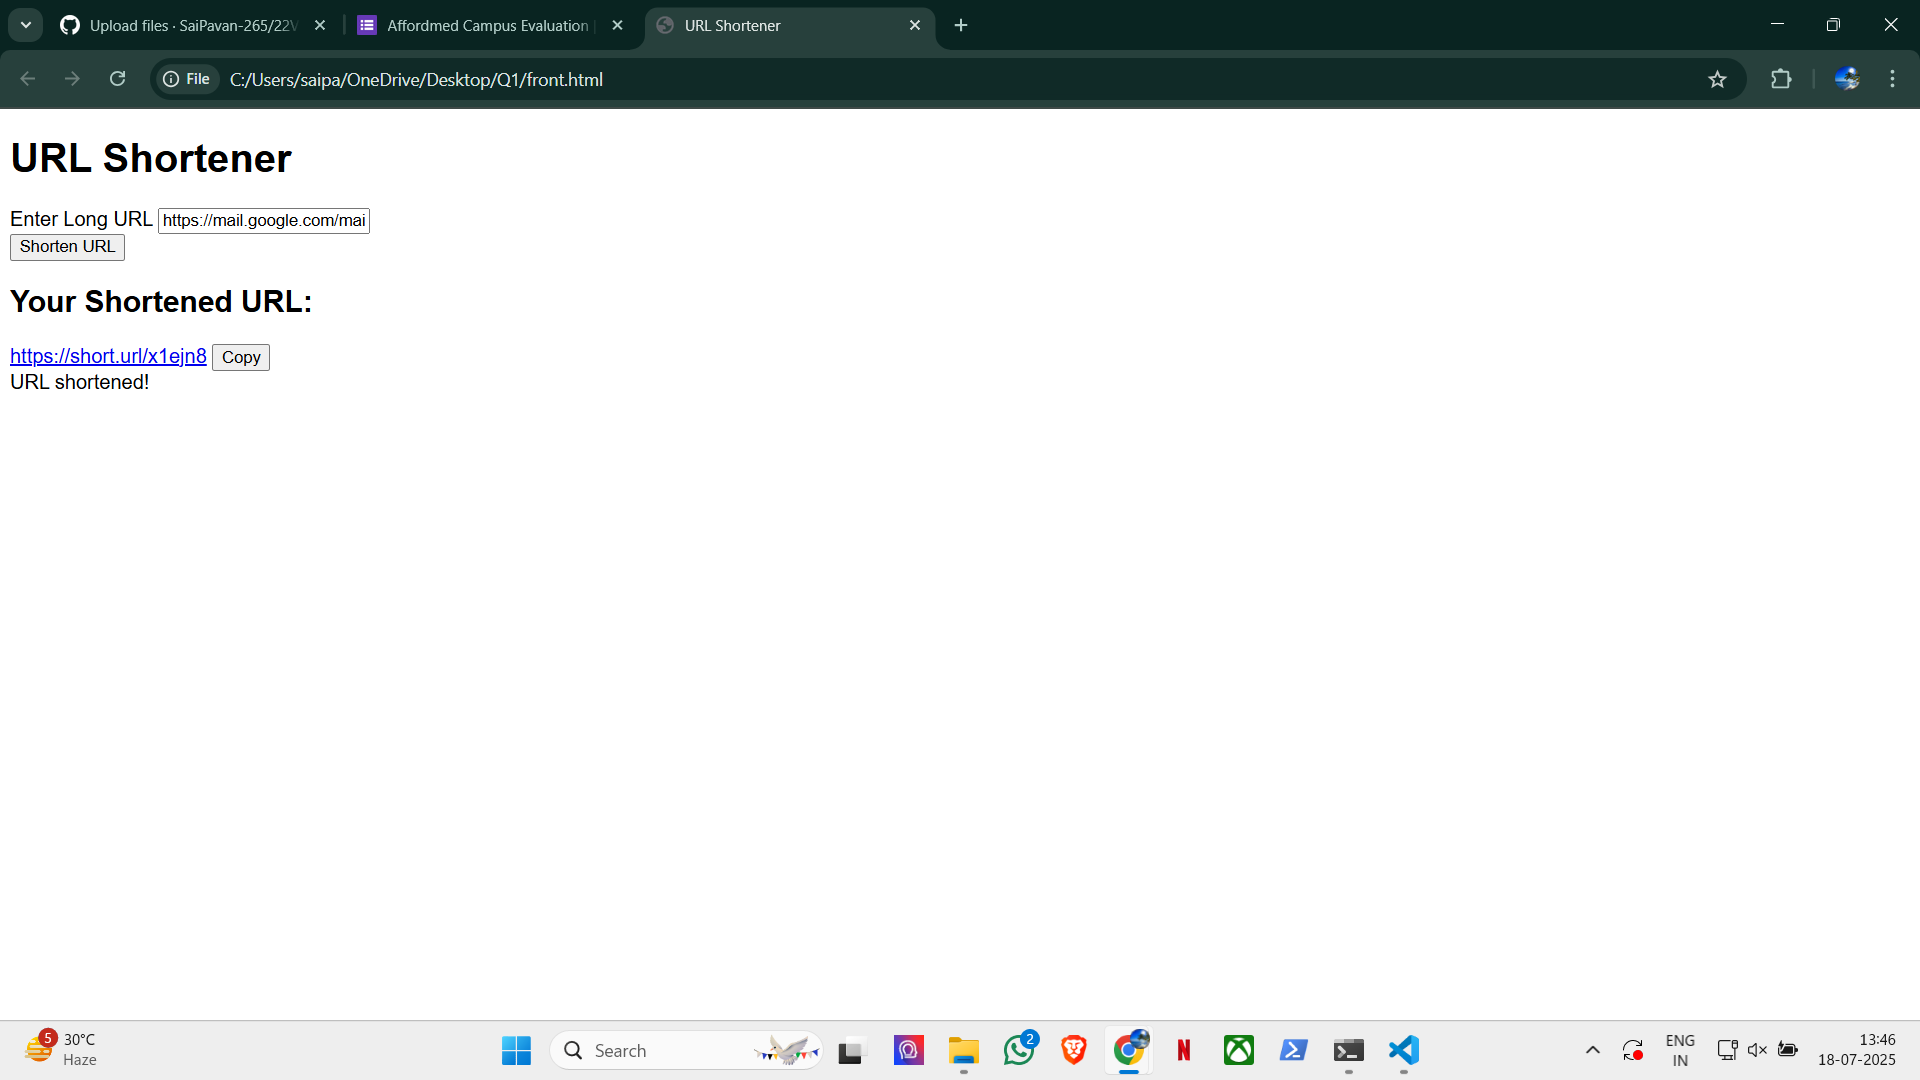 Upload files · SaiPavan-265/22V
Affordmed Campus Evaluation |
URL Shortener
File
C:/Users/saipa/OneDrive/Desktop/Q1/front.html
URL Shortener
Enter Long URL https://mail.google.com/mai
Shorten URL
Your Shortened URL:
https://short.url/x1ejn8 Copy
URL shortened!
5
30°C
Haze
Search
2
N
ENG
IN
13:46
18-07-2025